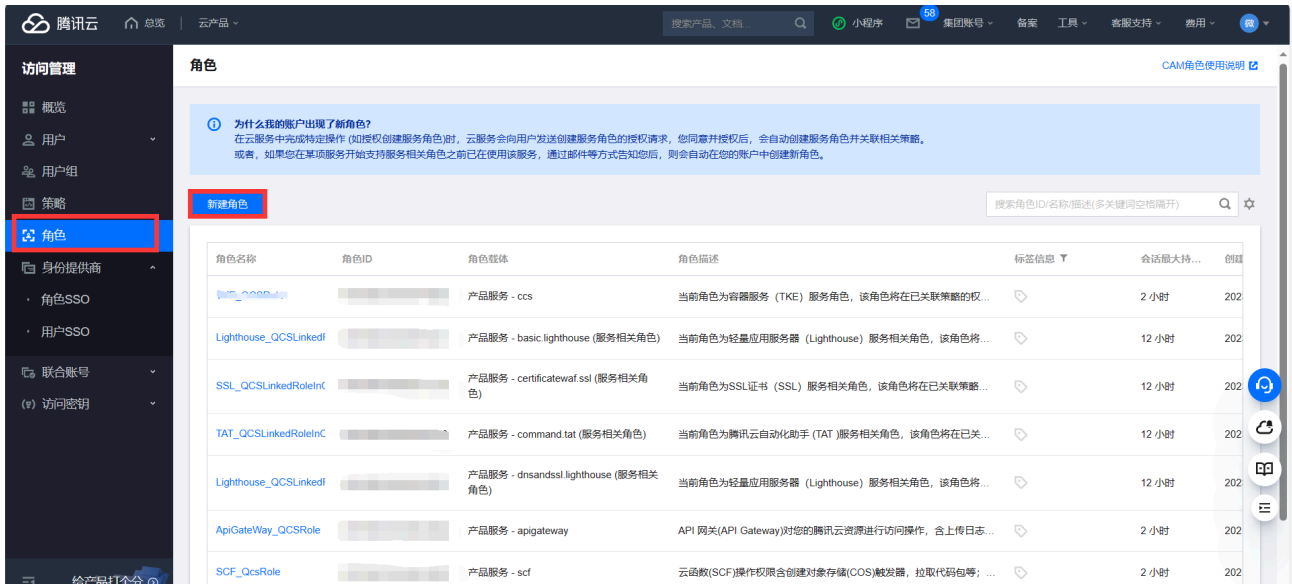 腾讯云 总览 云产品 搜索产品、文档... 小程序 58 集团账号 备案 工具 客服支持 费用 微
访问管理
角色
CAM角色使用说明
概览
用户
用户组
策略
角色
身份提供商
角色SSO
用户SSO
联合账号
访问密钥
给产品打个分
为什么我的账户出现了新角色?
在云服务中完成特定操作 (如授权创建服务角色)时，云服务会向用户发送创建服务角色的授权请求，您同意并授权后，会自动创建服务角色并关联相关策略。
或者，如果您在某项服务开始支持服务相关角色之前已在使用该服务，通过邮件等方式告知您后，则会自动在您的账户中创建新角色。
新建角色
搜索角色ID/名称/描述(多关键词空格隔开)
角色名称 角色ID 角色载体 角色描述 标签信息 会话最大持... 创建
产品服务 - ccs 当前角色为容器服务（TKE）服务角色，该角色将在已关联策略的权... 2 小时 202
Lighthouse_QCSLinkedF 产品服务 - basic.lighthouse (服务相关角色) 当前角色为轻量应用服务器（Lighthouse）服务相关角色，该角色将... 12 小时 202
SSL_QCSLinkedRoleInC 产品服务 - certificatewaf.ssl (服务相关角
色) 当前角色为SSL证书（SSL）服务相关角色，该角色将在已关联策略... 12 小时 202
TAT_QCSLinkedRoleInC 产品服务 - command.tat (服务相关角色) 当前角色为腾讯云自动化助手 (TAT )服务相关角色，该角色将在已关... 12 小时 202
Lighthouse_QCSLinkedF 产品服务 - dnsandssl.lighthouse (服务相关
角色) 当前角色为轻量应用服务器（Lighthouse）服务相关角色，该角色将... 12 小时 202
ApiGateWay_QCSRole 产品服务 - apigateway API 网关(API Gateway)对您的腾讯云资源进行访问操作，含上传日志... 2 小时 202
SCF_QcsRole 产品服务 - scf 云函数(SCF)操作权限含创建对象存储(COS)触发器，拉取代码包等；... 2 小时 202